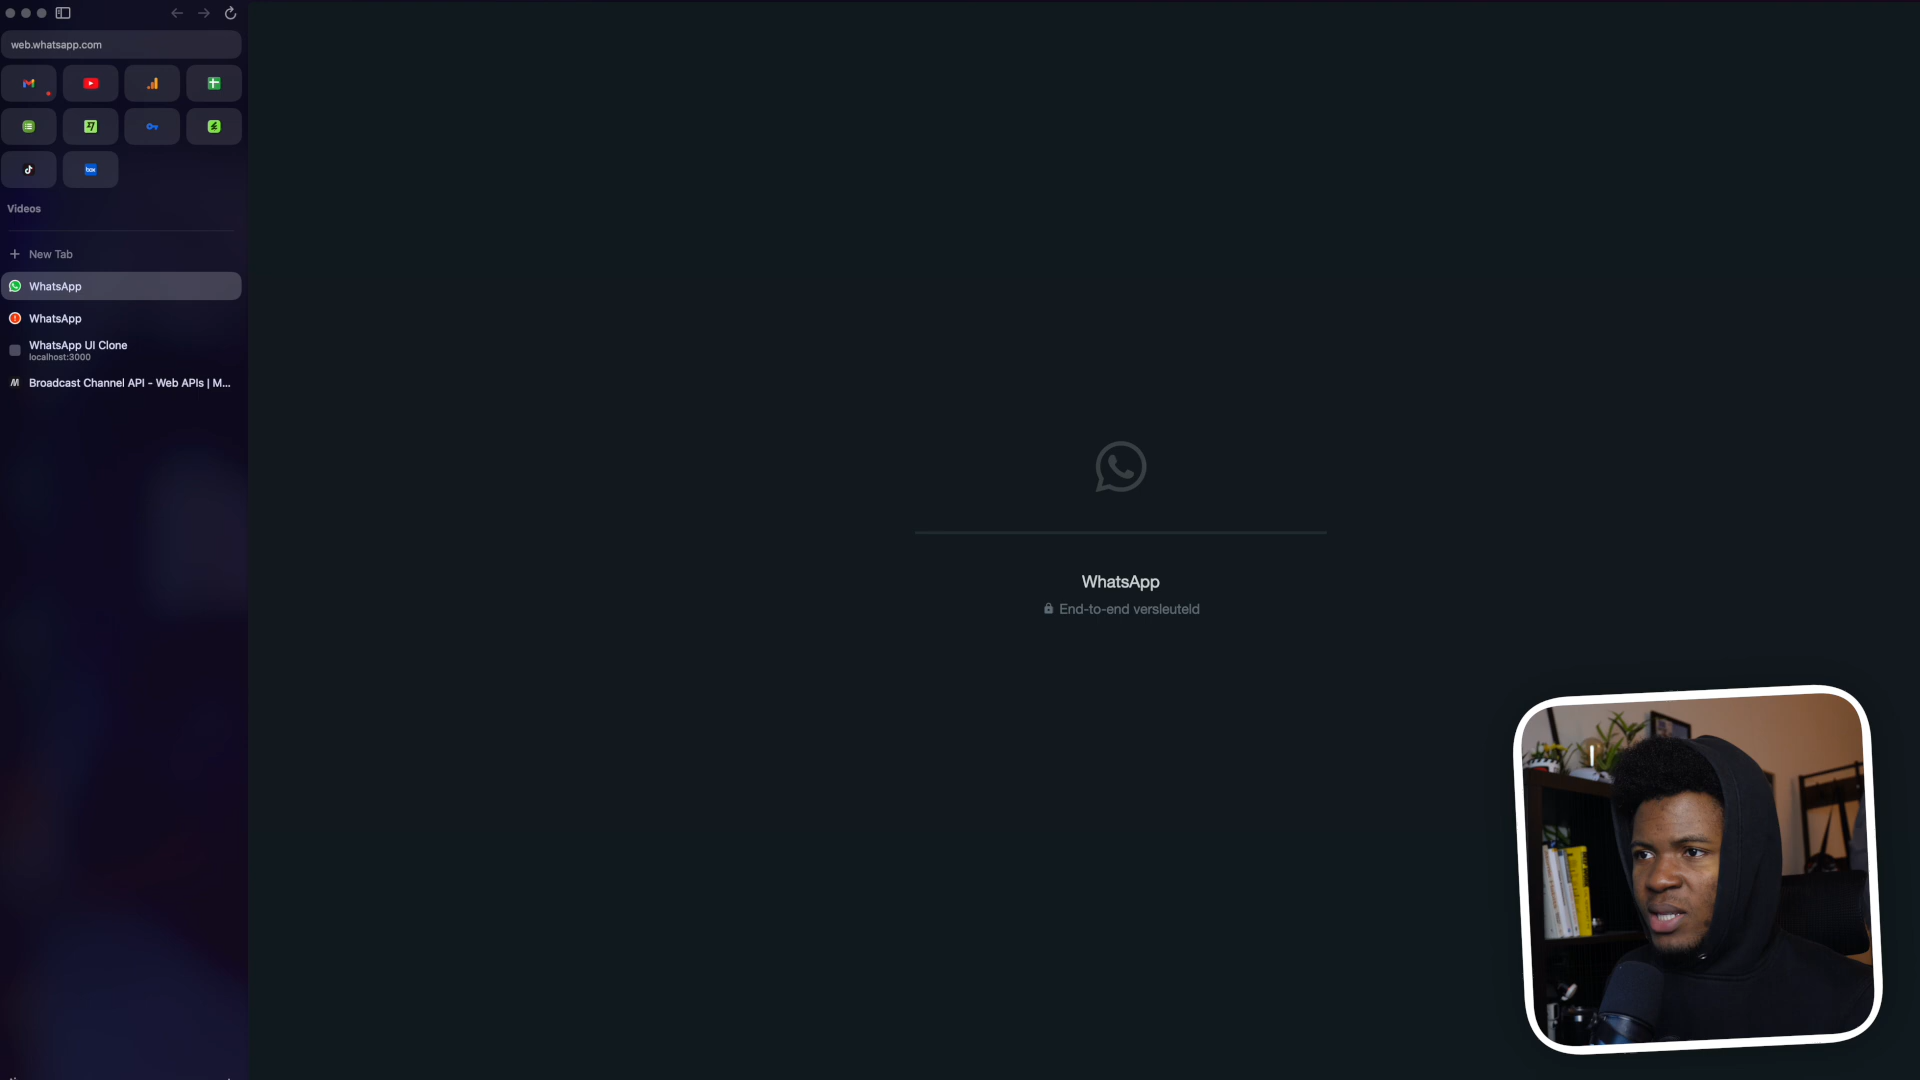 web.whatsapp.com
box
Videos
New Tab
WhatsApp
WhatsApp
WhatsApp UI Clone
localhost:3000
Broadcast Channel API - Web APIs | M...
WhatsApp
End-to-end versleuteld